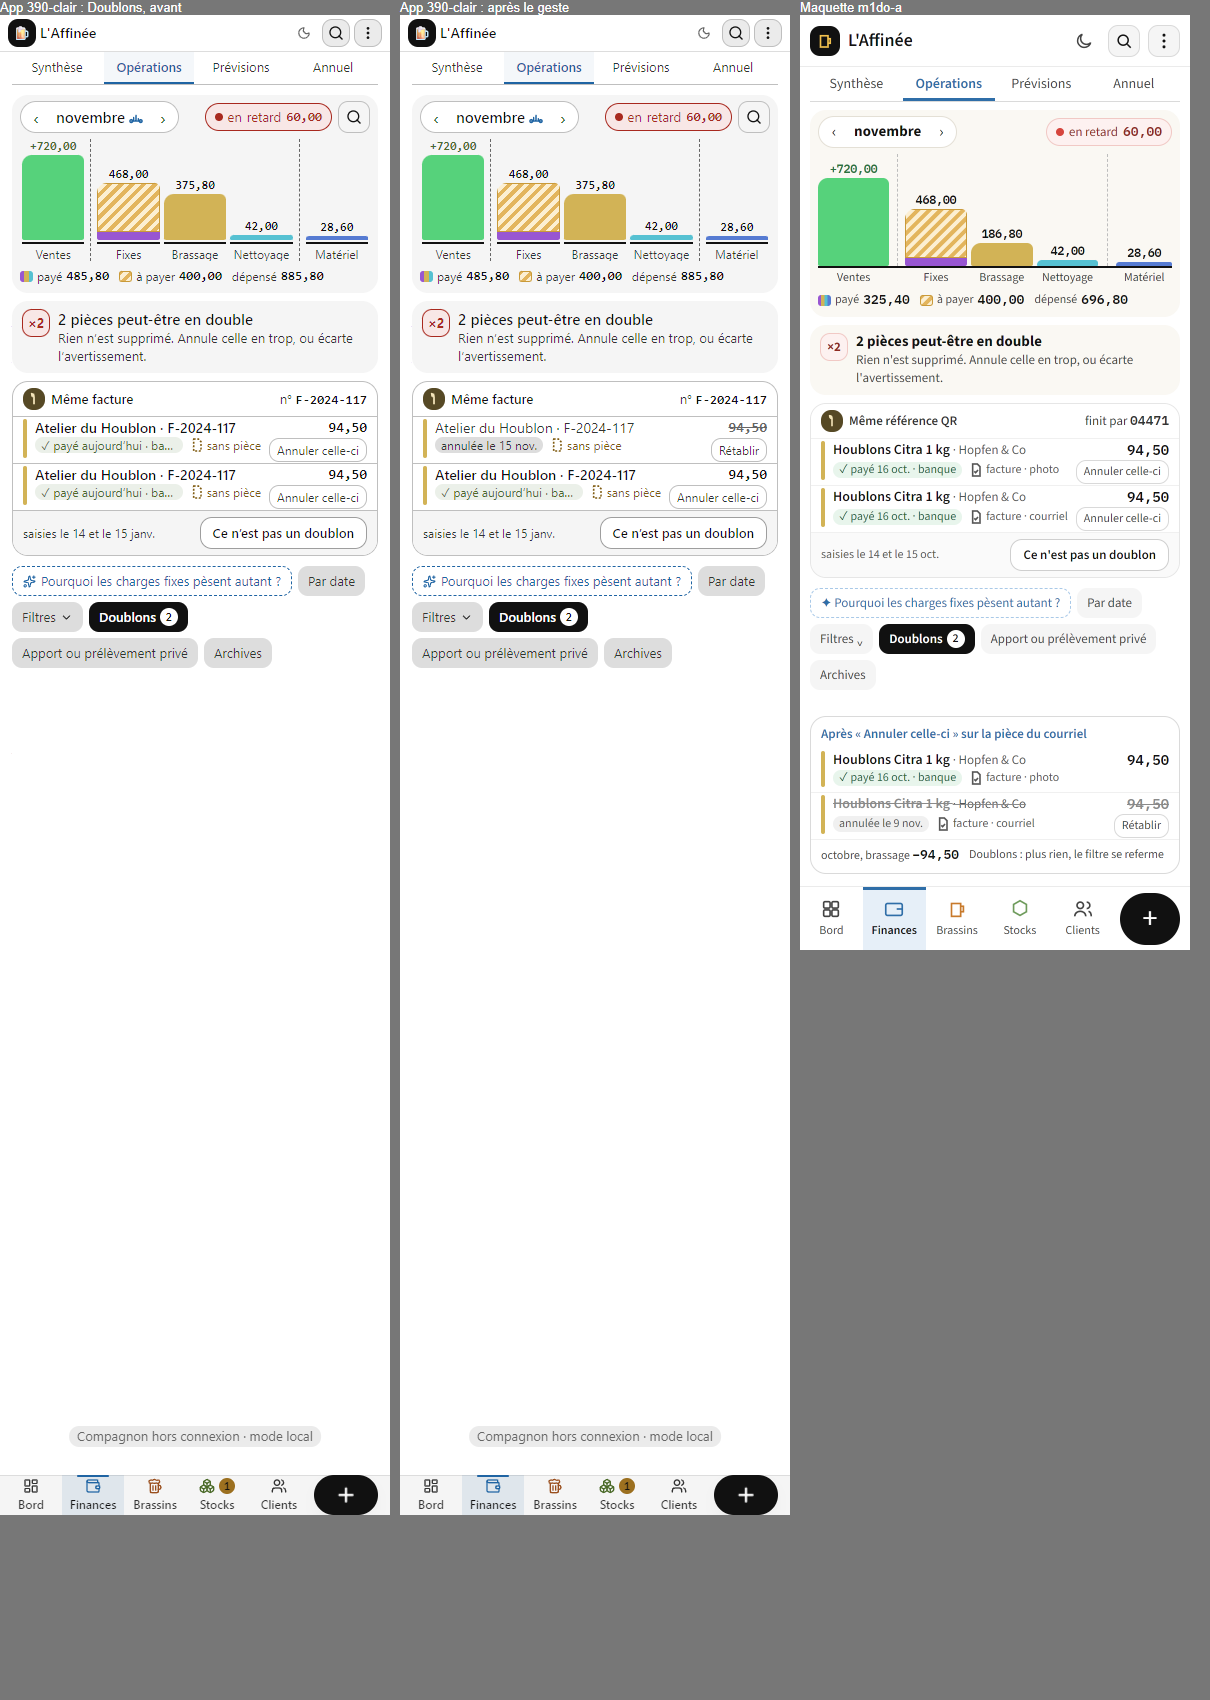 App 390-clair : Doublons, avant
L'Affinée
Synthèse Opérations Prévisions Annuel
‹ novembre › en retard 60,00
+720,00
468,00
375,80
42,00
28,60
Ventes Fixes Brassage Nettoyage Matériel
payé 485,80 à payer 400,00 dépensé 885,80
×2 2 pièces peut-être en double
Rien n'est supprimé. Annule celle en trop, ou écarte
l'avertissement.
Même facture n° F-2024-117
Atelier du Houblon · F-2024-117 94,50
✓ payé aujourd'hui · ba... sans pièce Annuler celle-ci
Atelier du Houblon · F-2024-117 94,50
✓ payé aujourd'hui · ba... sans pièce Annuler celle-ci
saisies le 14 et le 15 janv. Ce n'est pas un doublon
Pourquoi les charges fixes pèsent autant ? Par date
Filtres Doublons 2
Apport ou prélèvement privé Archives
Compagnon hors connexion · mode local
Bord Finances Brassins Stocks 1 Clients +
App 390-clair : après le geste
L'Affinée
Synthèse Opérations Prévisions Annuel
‹ novembre › en retard 60,00
+720,00
468,00
375,80
42,00
28,60
Ventes Fixes Brassage Nettoyage Matériel
payé 485,80 à payer 400,00 dépensé 885,80
×2 2 pièces peut-être en double
Rien n'est supprimé. Annule celle en trop, ou écarte
l'avertissement.
Même facture n° F-2024-117
Atelier du Houblon · F-2024-117 94,50
annulée le 15 nov. sans pièce Rétablir
Atelier du Houblon · F-2024-117 94,50
✓ payé aujourd'hui · ba... sans pièce Annuler celle-ci
saisies le 14 et le 15 janv. Ce n'est pas un doublon
Pourquoi les charges fixes pèsent autant ? Par date
Filtres Doublons 2
Apport ou prélèvement privé Archives
Compagnon hors connexion · mode local
Bord Finances Brassins Stocks 1 Clients +
Maquette m1do-a
L'Affinée
Synthèse Opérations Prévisions Annuel
‹ novembre › en retard 60,00
+720,00
468,00
186,80
42,00
28,60
Ventes Fixes Brassage Nettoyage Matériel
payé 325,40 à payer 400,00 dépensé 696,80
×2 2 pièces peut-être en double
Rien n'est supprimé. Annule celle en trop, ou écarte
l'avertissement.
Même référence QR finit par 04471
Houblons Citra 1 kg · Hopfen & Co 94,50
✓ payé 16 oct. · banque facture · photo Annuler celle-ci
Houblons Citra 1 kg · Hopfen & Co 94,50
✓ payé 16 oct. · banque facture · courriel Annuler celle-ci
saisies le 14 et le 15 oct. Ce n'est pas un doublon
✦ Pourquoi les charges fixes pèsent autant ? Par date
Filtres Doublons 2 Apport ou prélèvement privé
Archives
Après « Annuler celle-ci » sur la pièce du courriel
Houblons Citra 1 kg · Hopfen & Co 94,50
✓ payé 16 oct. · banque facture · photo
Houblons Citra 1 kg · Hopfen & Co 94,50
annulée le 9 nov. facture · courriel Rétablir
octobre, brassage −94,50 Doublons : plus rien, le filtre se referme
Bord Finances Brassins Stocks Clients +